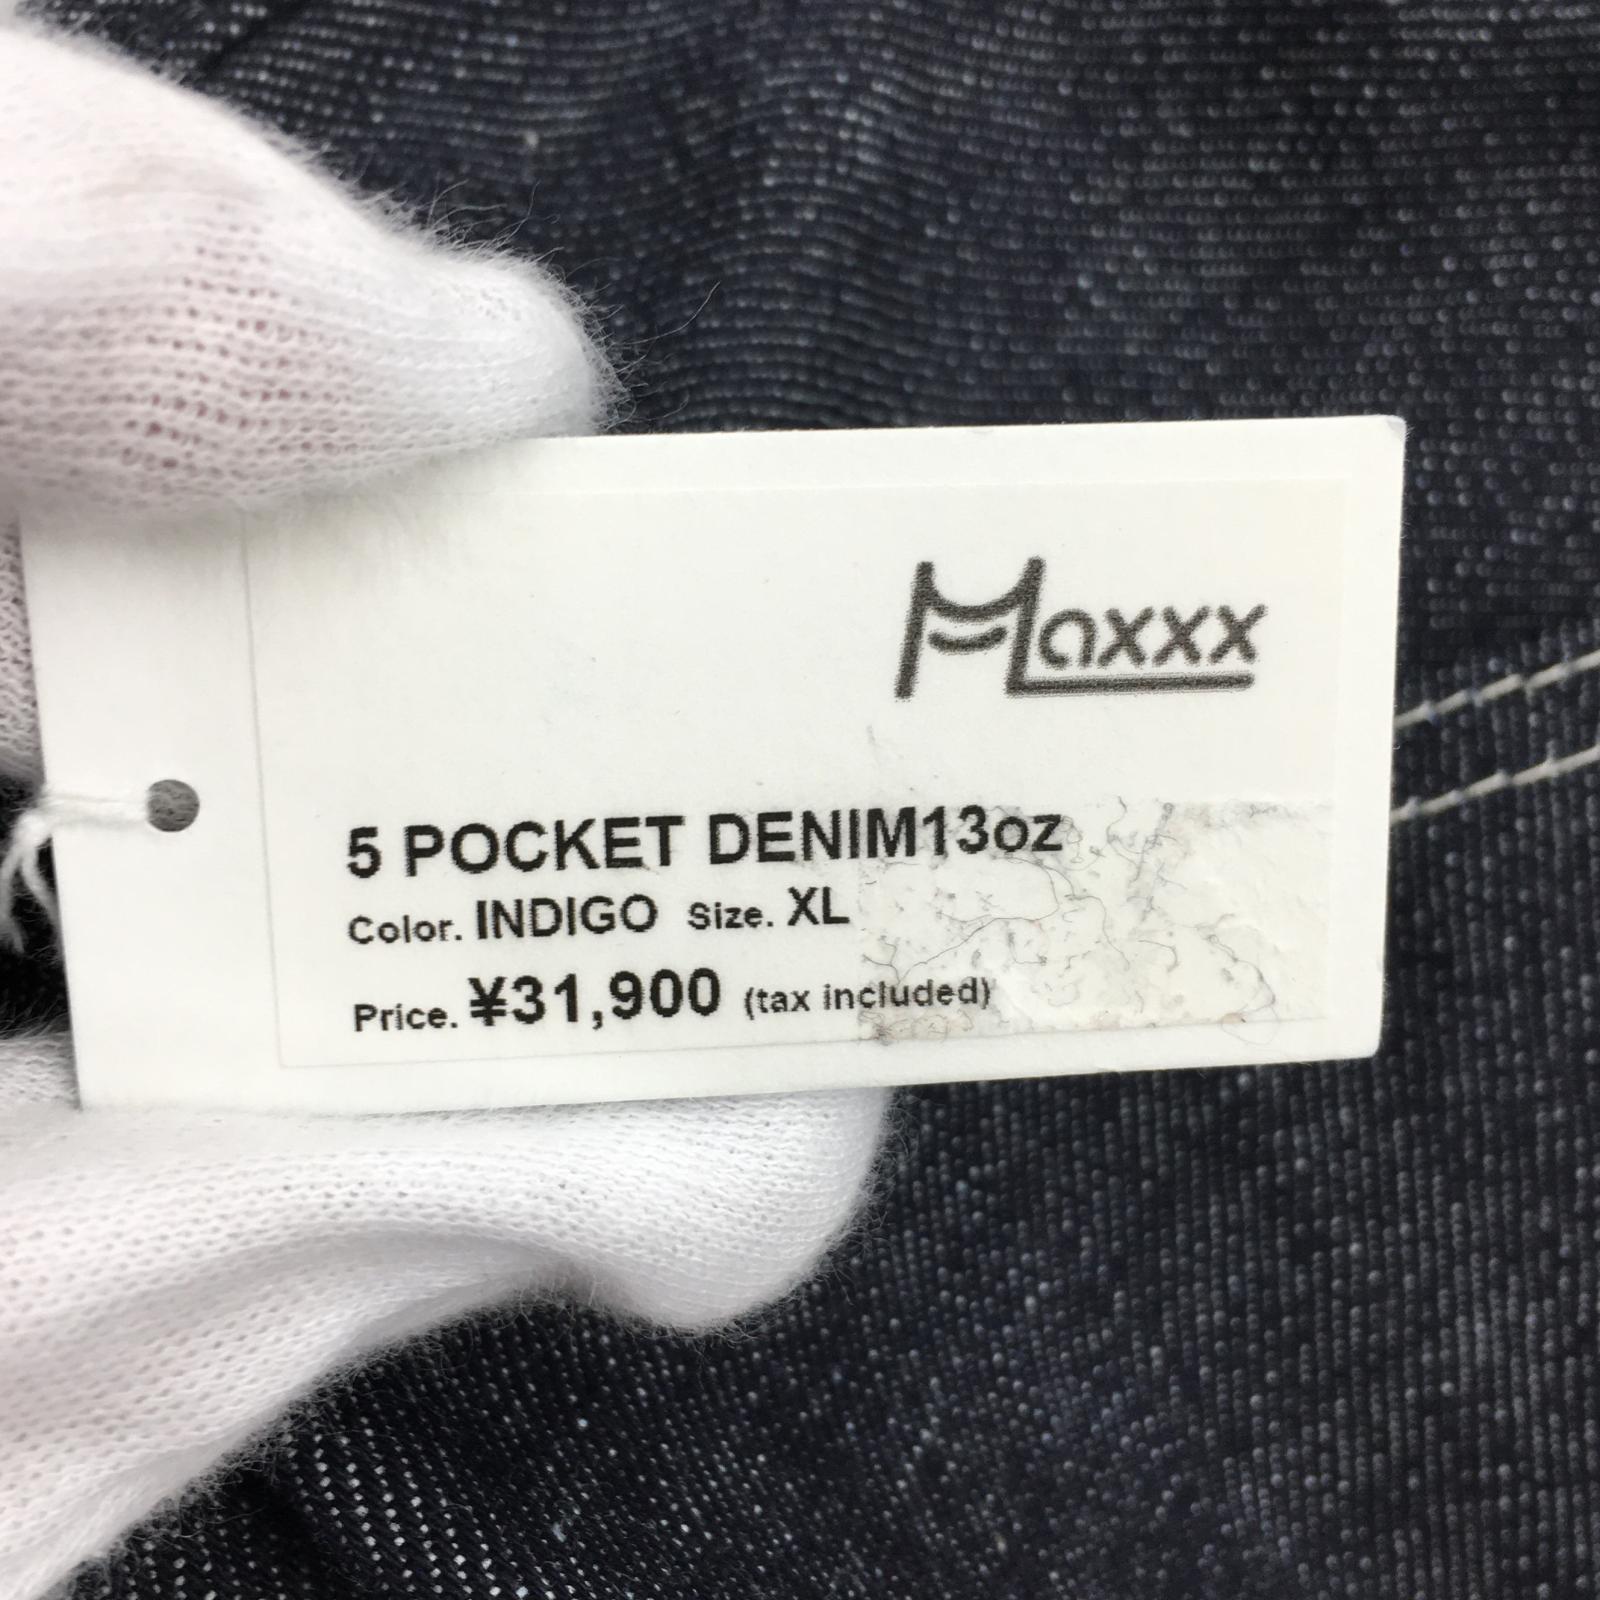 Maxxx
5 POCKET DENIM13oz
Color. INDIGO Size. XL
Price. ¥31,900 (tax included)